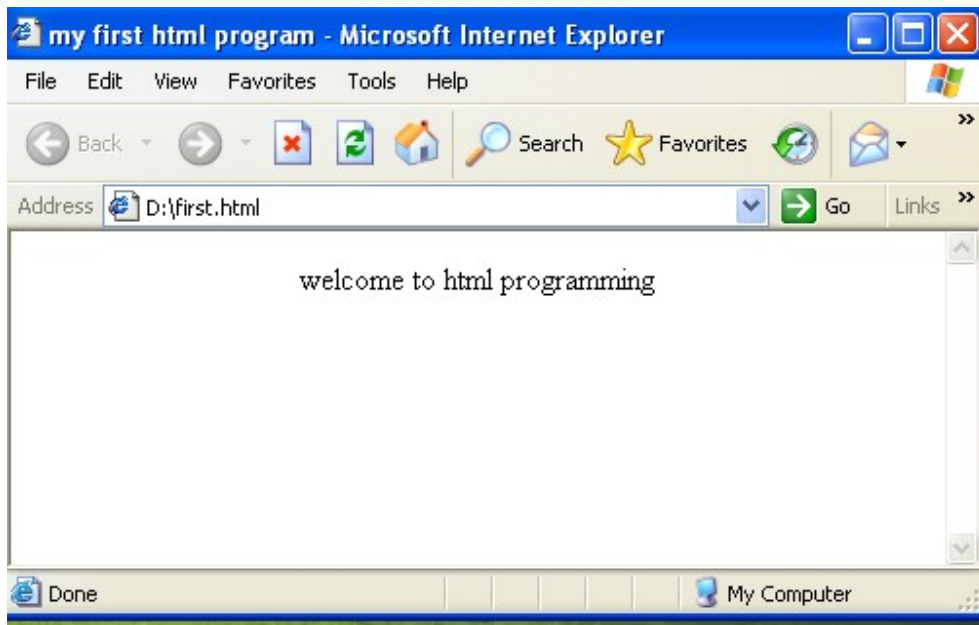 my first html program - Microsoft Internet Explorer
File Edit View Favorites Tools Help
Back Search Favorites »
Address D:\first.html Go Links »
welcome to html programming
Done My Computer